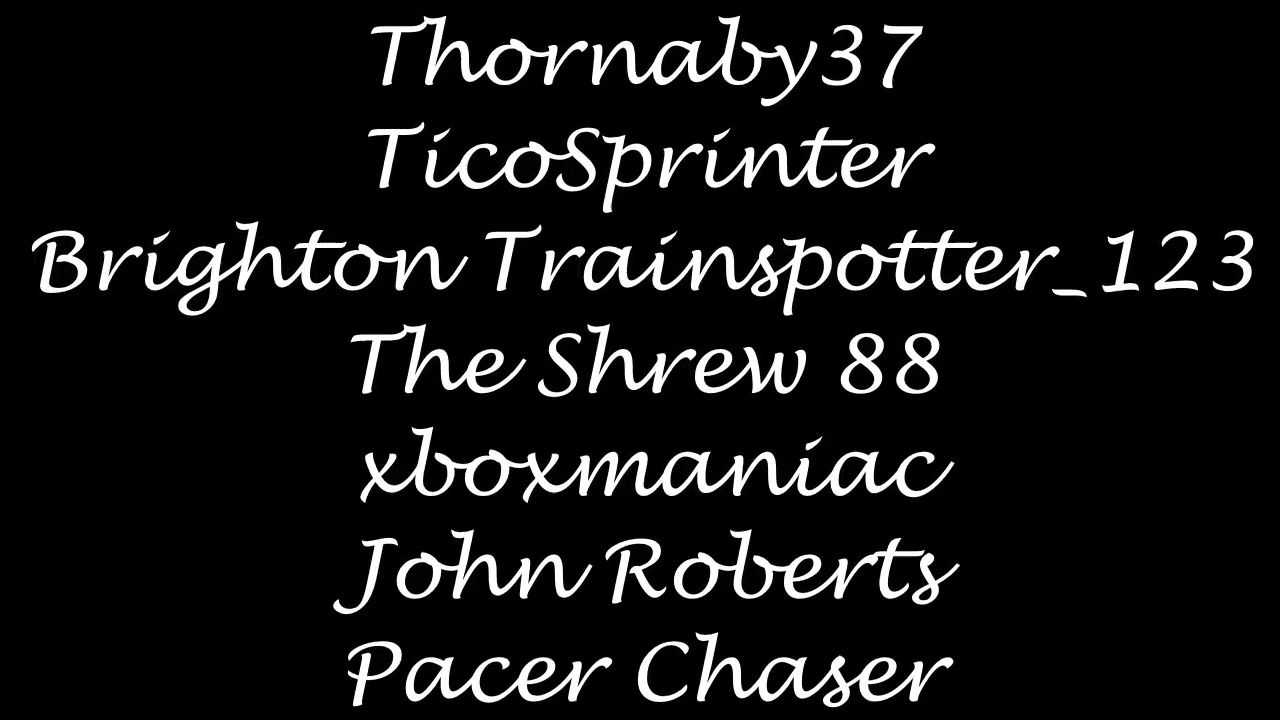 Thornaby37
TicoSprinter
Brighton Trainspotter_123
The Shrew 88
xboxmaniac
John Roberts
Pacer Chaser